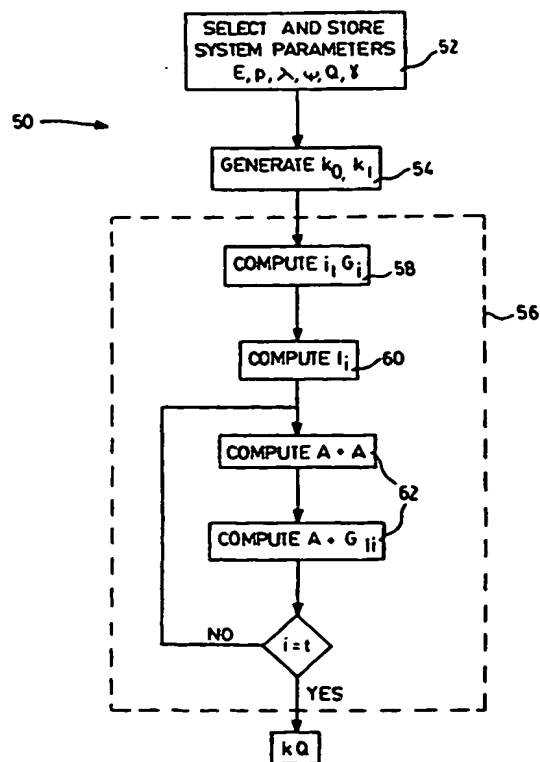 SELECT AND STORE
SYSTEM PARAMETERS
E, p, λ, ψ, Q, γ
52
50
GENERATE k0, k1
54
COMPUTE i, Gi
58
56
COMPUTE Ii
60
COMPUTE A + A
62
COMPUTE A + G Ii
NO
i = t
YES
kQ